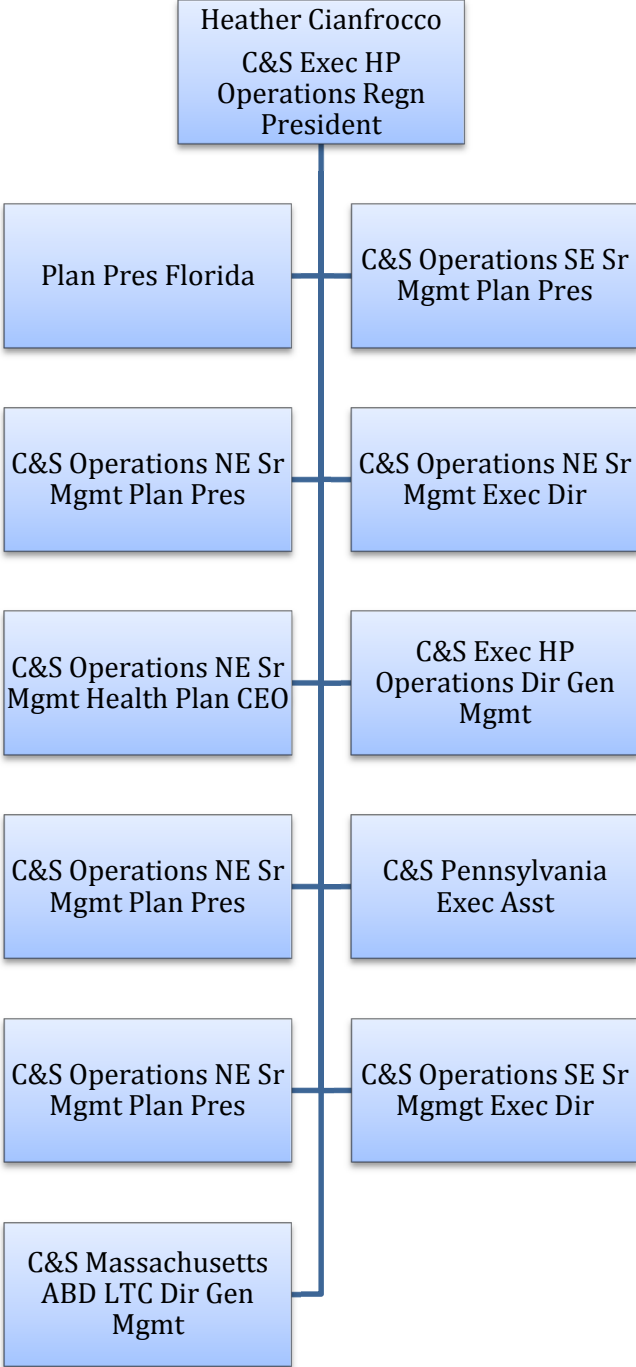 Heather Cianfrocco
C&S Exec HP
Operations Regn
President
Plan Pres Florida
C&S Operations SE Sr
Mgmt Plan Pres
C&S Operations NE Sr
Mgmt Plan Pres
C&S Operations NE Sr
Mgmt Exec Dir
C&S Operations NE Sr
Mgmt Health Plan CEO
C&S Exec HP
Operations Dir Gen
Mgmt
C&S Operations NE Sr
Mgmt Plan Pres
C&S Pennsylvania
Exec Asst
C&S Operations NE Sr
Mgmt Plan Pres
C&S Operations SE Sr
Mgmgt Exec Dir
C&S Massachusetts
ABD LTC Dir Gen
Mgmt